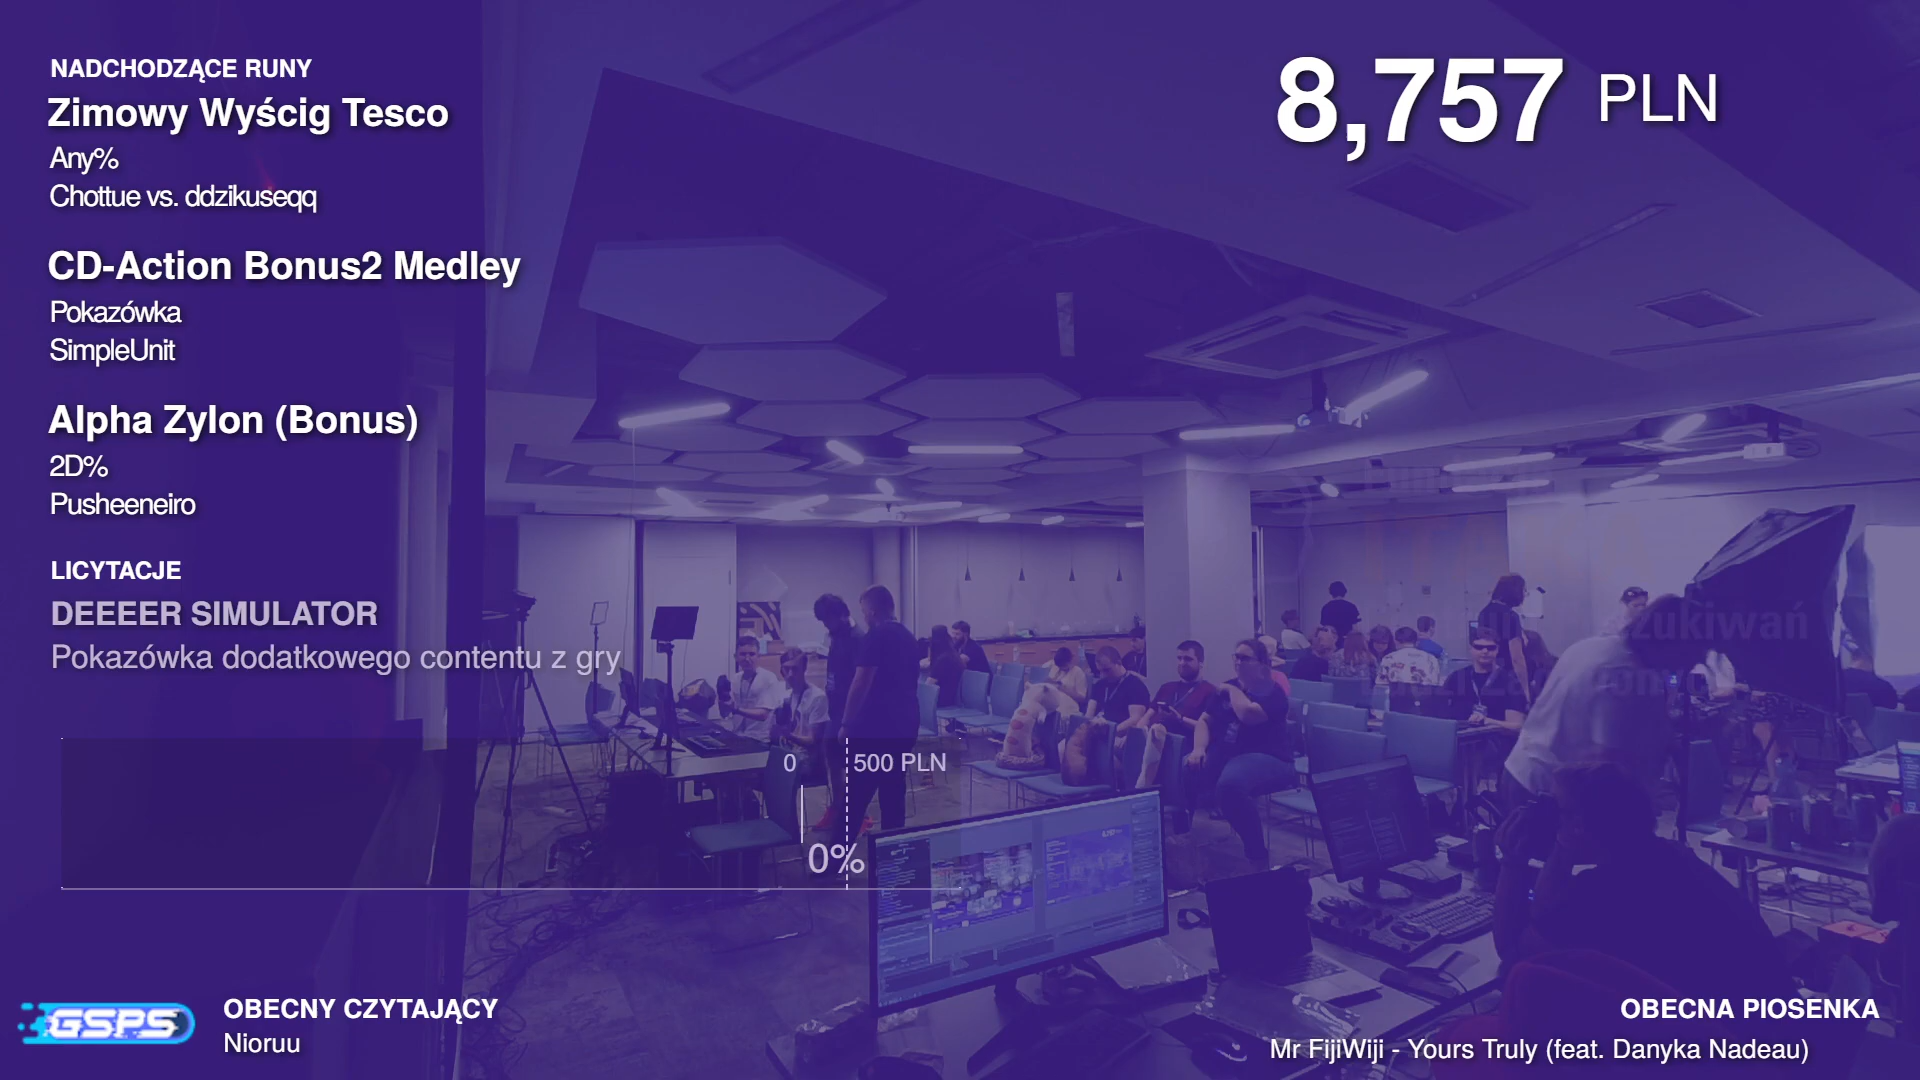 NADCHODZĄCE RUNY
Zimowy Wyścig Tesco
Any%
Chottue vs. ddzikuseqq
CD-Action Bonus2 Medley
Pokazówka
SimpleUnit
Alpha Zylon (Bonus)
2D%
Pusheeneiro
LICYTACJE
DEEEER SIMULATOR
Pokazówka dodatkowego contentu z gry
0
500 PLN
0%
8,757 PLN
GSPS
OBECNY CZYTAJĄCY
Nioruu
OBECNA PIOSENKA
Mr FijiWiji - Yours Truly (feat. Danyka Nadeau)